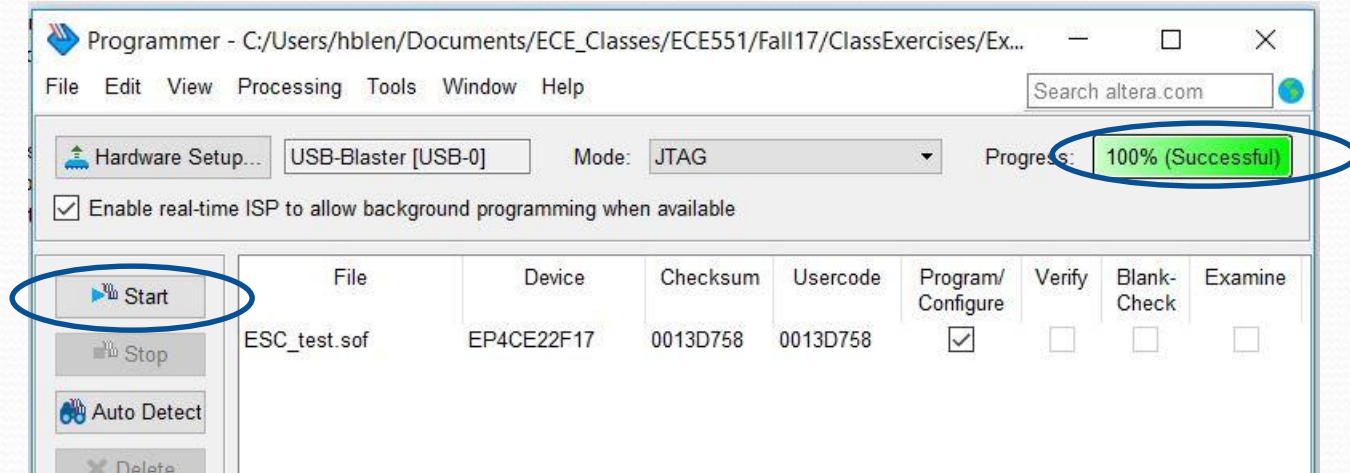 Programmer - C:/Users/hblen/Documents/ECE_Classes/ECE551/Fall17/ClassExercises/Ex...
File Edit View Processing Tools Window Help
Search altera.com
Hardware Setup... USB-Blaster [USB-0] Mode: JTAG Progress: 100% (Successful)
Enable real-time ISP to allow background programming when available
Start
Stop
Auto Detect
Delete
File Device Checksum Usercode Program/ Verify Blank- Examine
Configure Check
ESC_test.sof EP4CE22F17 0013D758 0013D758